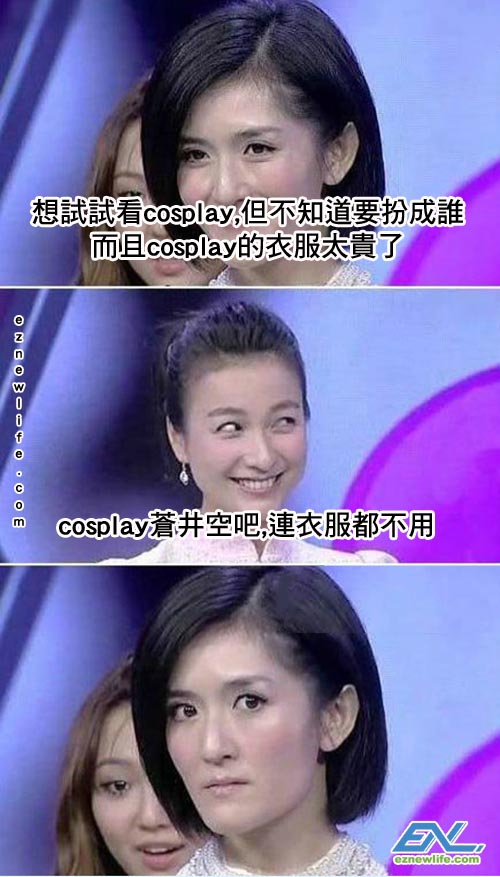 想試試看cosplay,但不知道要扮成誰
而且cosplay的衣服太貴了
eznewlife.com
cosplay蒼井空吧,連衣服都不用
ENL
eznewlife.com